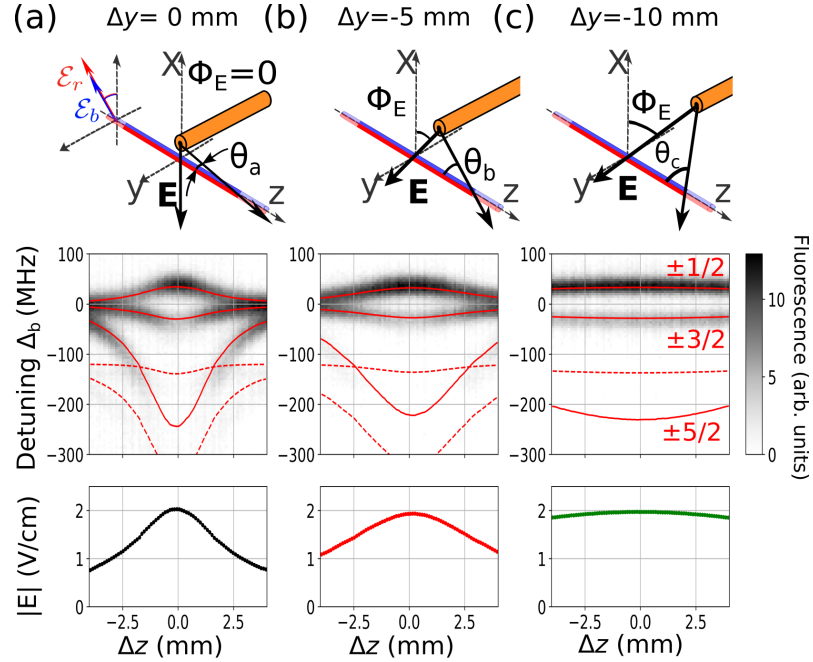 (a) Δy= 0 mm (b) Δy=-5 mm (c) Δy=-10 mm
X Φ_E=0 ℰ_r ℰ_b θ_a y E z
X Φ_E θ_b y E z
X Φ_E θ_c y E z
Detuning Δ_b (MHz)
100
0
−100
−200
−300
±1/2
±3/2
±5/2
Fluorescence (arb. units)
10
5
0
|E| (V/cm)
2
1
0
−2.5 0.0 2.5 −2.5 0.0 2.5 −2.5 0.0 2.5
Δz (mm) Δz (mm) Δz (mm)